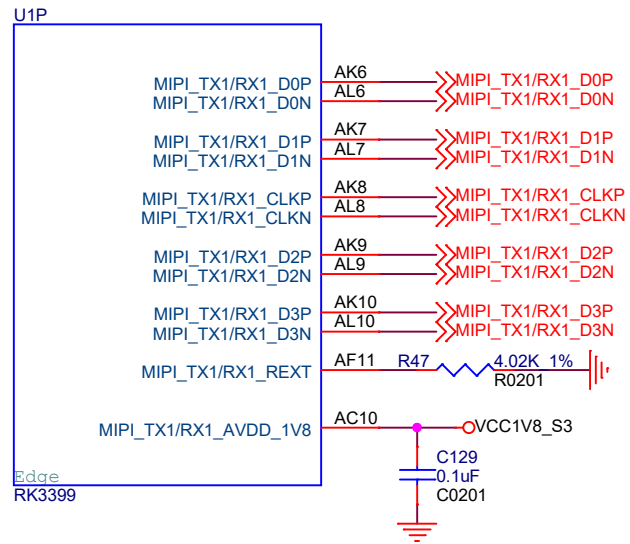 U1P
MIPI_TX1/RX1_D0P AK6 MIPI_TX1/RX1_D0P
MIPI_TX1/RX1_D0N AL6 MIPI_TX1/RX1_D0N
MIPI_TX1/RX1_D1P AK7 MIPI_TX1/RX1_D1P
MIPI_TX1/RX1_D1N AL7 MIPI_TX1/RX1_D1N
MIPI_TX1/RX1_CLKP AK8 MIPI_TX1/RX1_CLKP
MIPI_TX1/RX1_CLKN AL8 MIPI_TX1/RX1_CLKN
MIPI_TX1/RX1_D2P AK9 MIPI_TX1/RX1_D2P
MIPI_TX1/RX1_D2N AL9 MIPI_TX1/RX1_D2N
MIPI_TX1/RX1_D3P AK10 MIPI_TX1/RX1_D3P
MIPI_TX1/RX1_D3N AL10 MIPI_TX1/RX1_D3N
MIPI_TX1/RX1_REXT AF11 R47 4.02K 1%
R0201
MIPI_TX1/RX1_AVDD_1V8 AC10 VCC1V8_S3
C129
0.1uF
C0201
Edge
RK3399